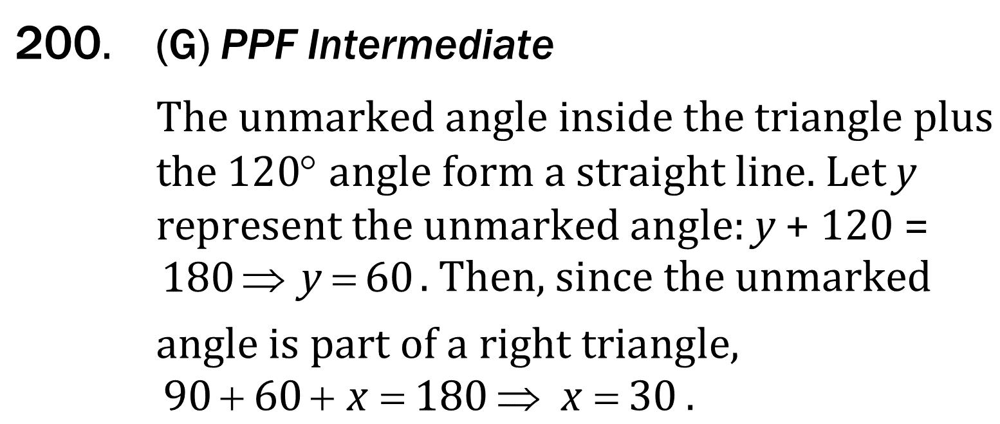 200. (G) PPF Intermediate
The unmarked angle inside the triangle plus
the 120° angle form a straight line. Let y
represent the unmarked angle: y + 120 =
180 ⇒ y = 60. Then, since the unmarked
angle is part of a right triangle,
90 + 60 + x = 180 ⇒ x = 30.